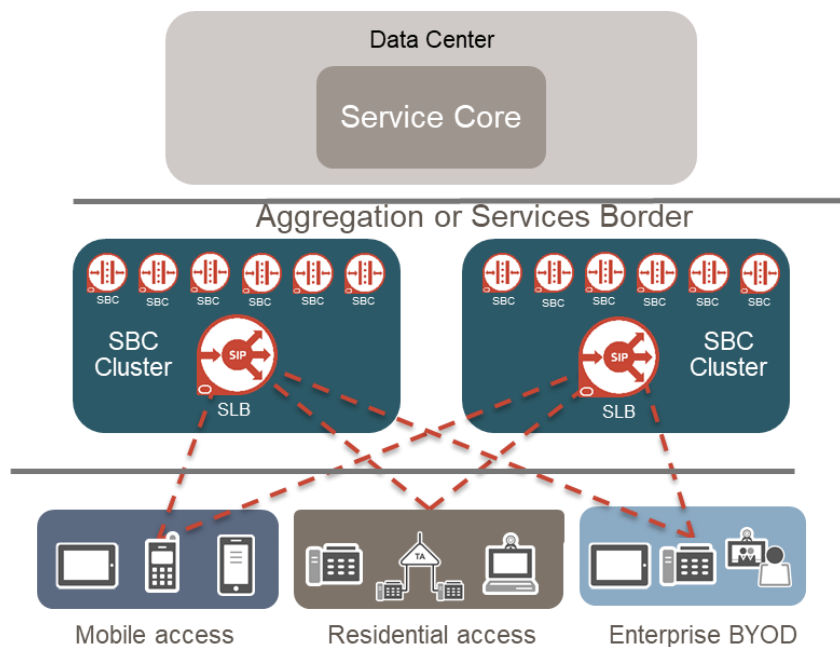 Data Center
Service Core
Aggregation or Services Border
SBC SBC SBC SBC SBC SBC
SBC
Cluster
SIP
SLB
SBC SBC SBC SBC SBC SBC
SIP
SBC
Cluster
SLB
TA
Mobile access
Residential access
Enterprise BYOD